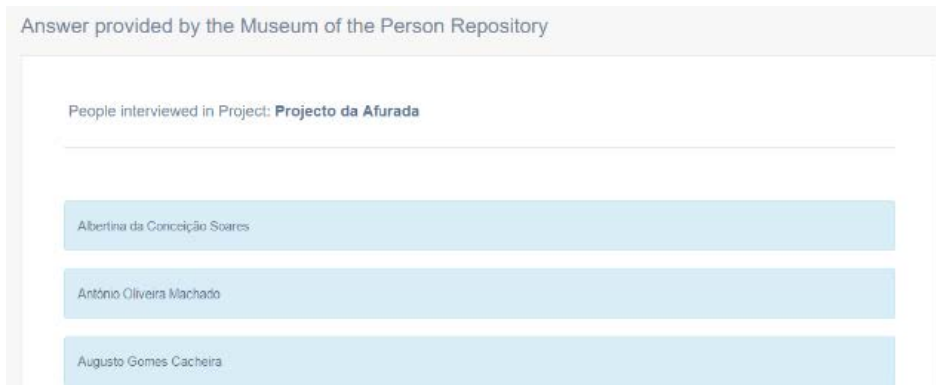 Answer provided by the Museum of the Person Repository
People interviewed in Project: Projecto da Afurada
Albertina da Conceição Soares
António Oliveira Machado
Augusto Gomes Cacheira